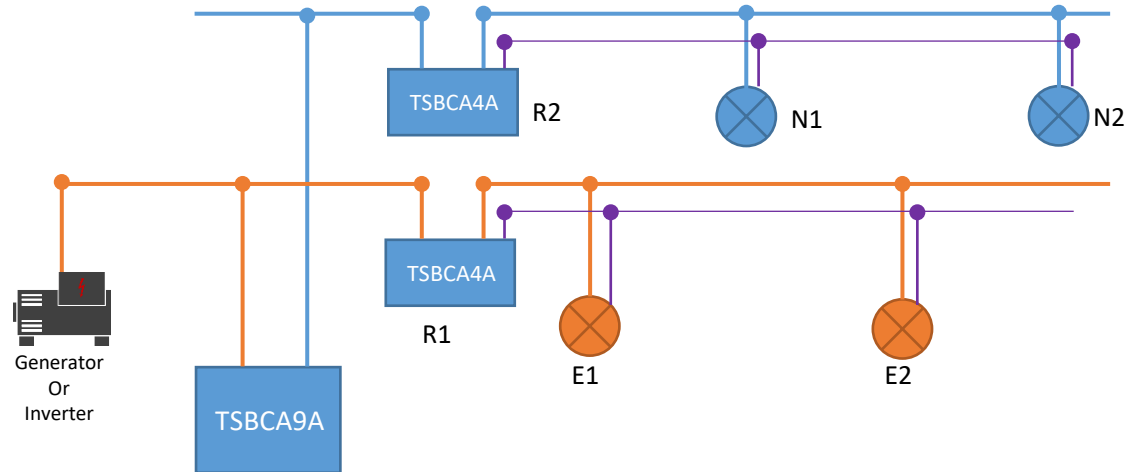 TSBCA4A
R2
N1
N2
TSBCA4A
R1
E1
E2
Generator
Or
Inverter
TSBCA9A